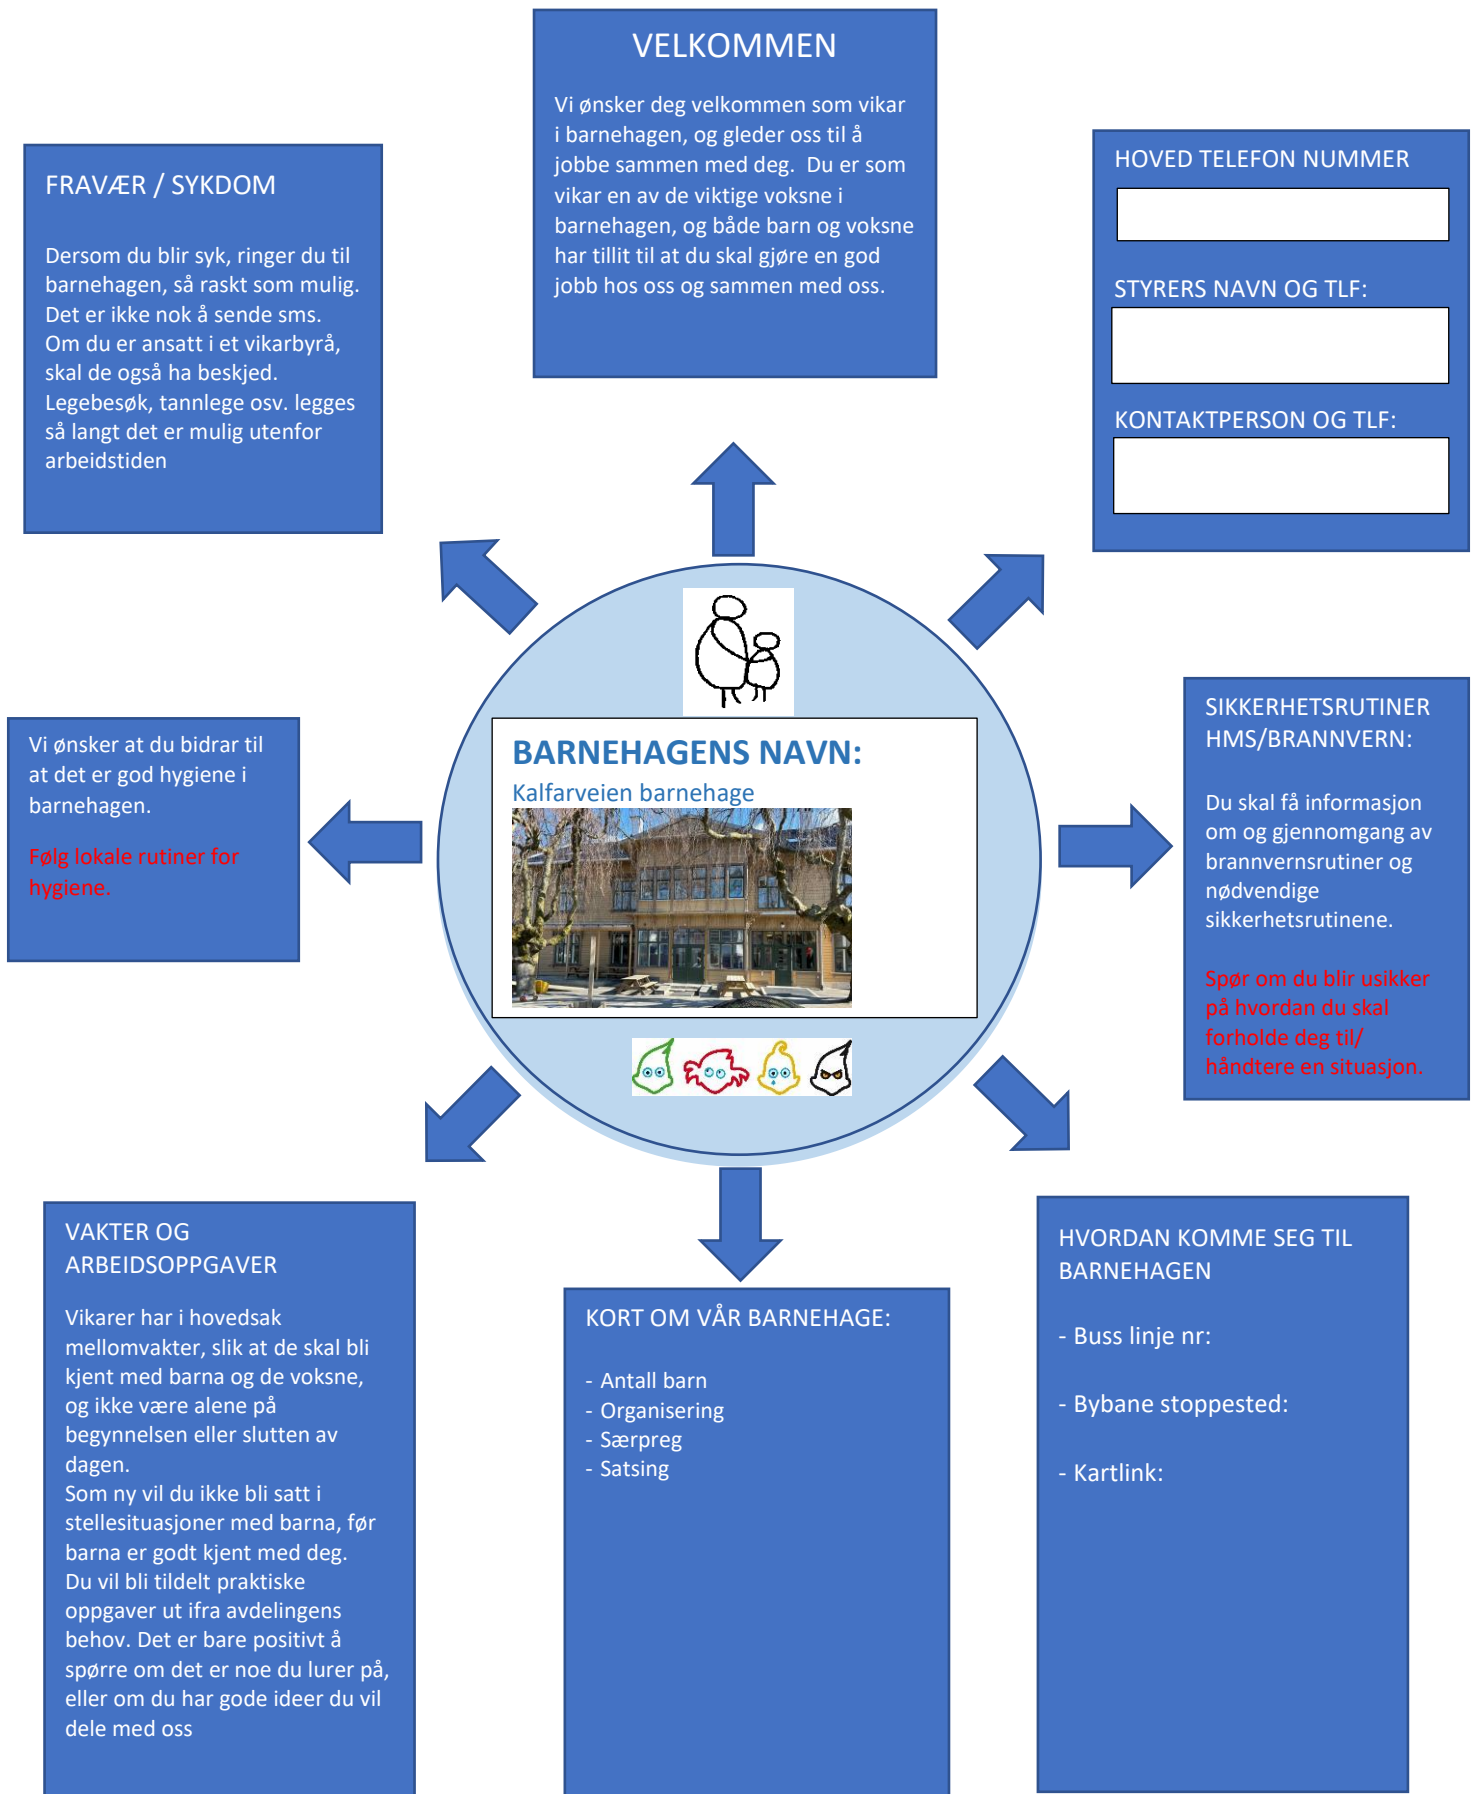 VELKOMMEN
Vi ønsker deg velkommen som vikar
i barnehagen, og gleder oss til å
jobbe sammen med deg.  Du er som
vikar en av de viktige voksne i
barnehagen, og både barn og voksne
har tillit til at du skal gjøre en god
jobb hos oss og sammen med oss.
FRAVÆR / SYKDOM
Dersom du blir syk, ringer du til
barnehagen, så raskt som mulig.
Det er ikke nok å sende sms.
Om du er ansatt i et vikarbyrå,
skal de også ha beskjed.
Legebesøk, tannlege osv. legges
så langt det er mulig utenfor
arbeidstiden
HOVED TELEFON NUMMER
STYRERS NAVN OG TLF:
KONTAKTPERSON OG TLF:
Vi ønsker at du bidrar til
at det er god hygiene i
barnehagen.
Følg lokale rutiner for
hygiene.
BARNEHAGENS NAVN:
Kalfarveien barnehage
SIKKERHETSRUTINER
HMS/BRANNVERN:
Du skal få informasjon
om og gjennomgang av
brannvernsrutiner og
nødvendige
sikkerhetsrutinene.
Spør om du blir usikker
på hvordan du skal
forholde deg til/
håndtere en situasjon.
VAKTER OG
ARBEIDSOPPGAVER
Vikarer har i hovedsak
mellomvakter, slik at de skal bli
kjent med barna og de voksne,
og ikke være alene på
begynnelsen eller slutten av
dagen.
Som ny vil du ikke bli satt i
stellesituasjoner med barna, før
barna er godt kjent med deg.
Du vil bli tildelt praktiske
oppgaver ut ifra avdelingens
behov. Det er bare positivt å
spørre om det er noe du lurer på,
eller om du har gode ideer du vil
dele med oss
KORT OM VÅR BARNEHAGE:
- Antall barn
- Organisering
- Særpreg
- Satsing
HVORDAN KOMME SEG TIL
BARNEHAGEN
- Buss linje nr:
- Bybane stoppested:
- Kartlink: